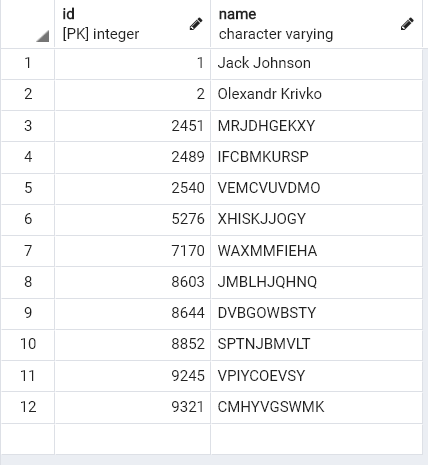 id name
[PK] integer character varying
1 1 Jack Johnson
2 2 Olexandr Krivko
3 2451 MRJDHGEKXY
4 2489 IFCBMKURSP
5 2540 VEMCVUVDMO
6 5276 XHISKJJOGY
7 7170 WAXMMFIEHA
8 8603 JMBLHJQHNQ
9 8644 DVBGOWBSTY
10 8852 SPTNJBMVLT
11 9245 VPIYCOEVSY
12 9321 CMHYVGSWMK